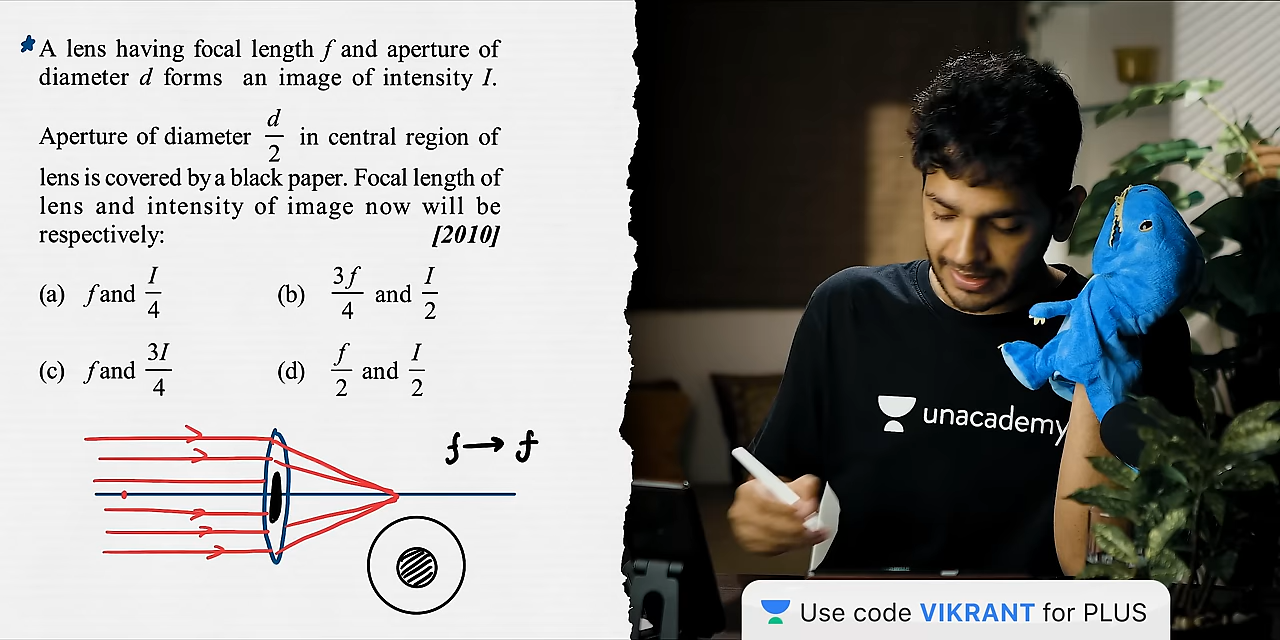 A lens having focal length f and aperture of
diameter d forms an image of intensity I.
Aperture of diameter d/2 in central region of
lens is covered by a black paper. Focal length of
lens and intensity of image now will be
respectively: [2010]
(a) f and I/4 (b) 3f/4 and I/2
(c) f and 3I/4 (d) f/2 and I/2
f → f
unacademy
Use code VIKRANT for PLUS